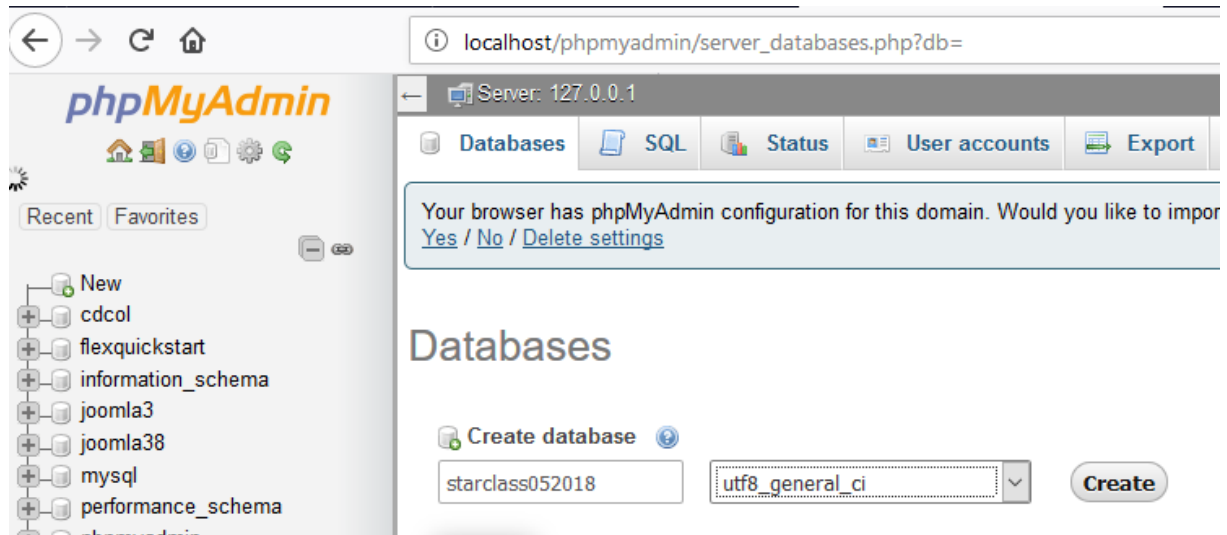 localhost/phpmyadmin/server_databases.php?db=
phpMyAdmin
Recent Favorites
New
cdcol
flexquickstart
information_schema
joomla3
joomla38
mysql
performance_schema
phpmyadmin
Server: 127.0.0.1
Databases SQL Status User accounts Export
Your browser has phpMyAdmin configuration for this domain. Would you like to impor
Yes / No / Delete settings
Databases
Create database
starclass052018 utf8_general_ci Create